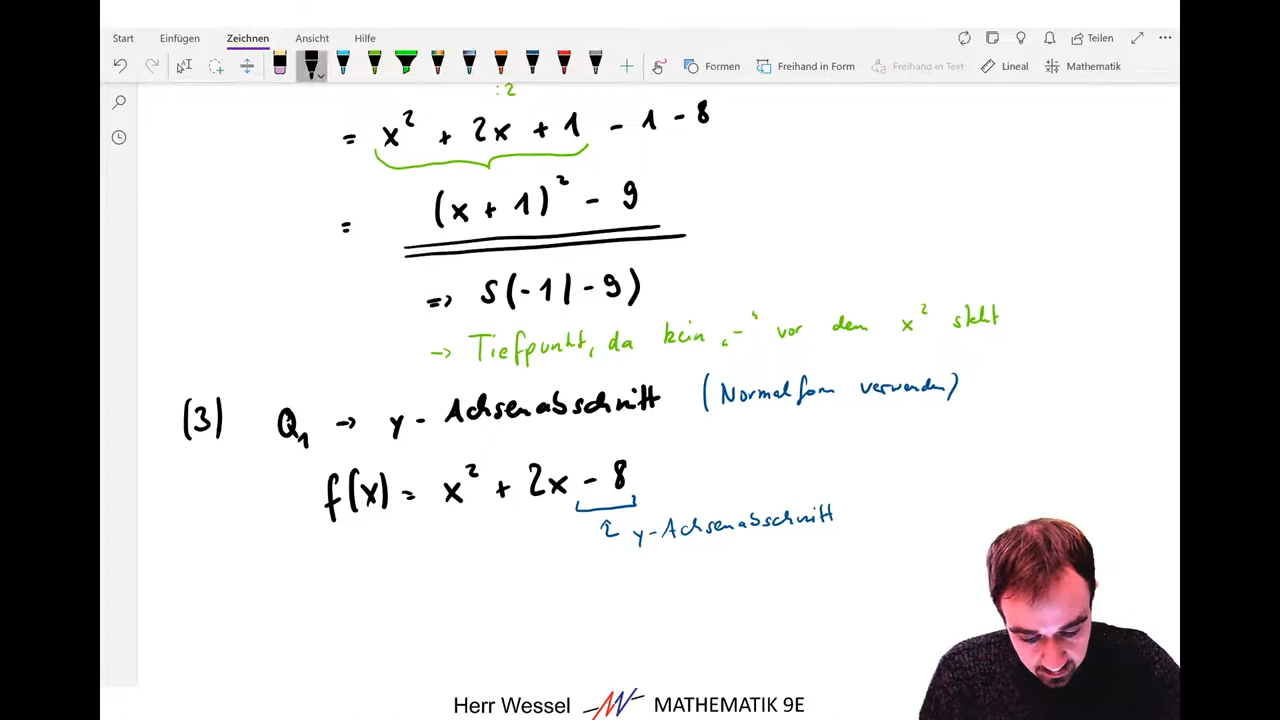 Start Einfügen Zeichnen Ansicht Hilfe Teilen
Formen Freihand in Form Freihand in Text Lineal Mathematik
:2
= x² + 2x + 1 - 1 - 8
= (x + 1)² - 9
=> S(-1|-9)
-> Tiefpunkt, da kein „-“ vor dem x² steht
(3) Q₁ -> y-Achsenabschnitt (Normalform verwenden)
f(x) = x² + 2x - 8
y-Achsenabschnitt
Herr Wessel MATHEMATIK 9E